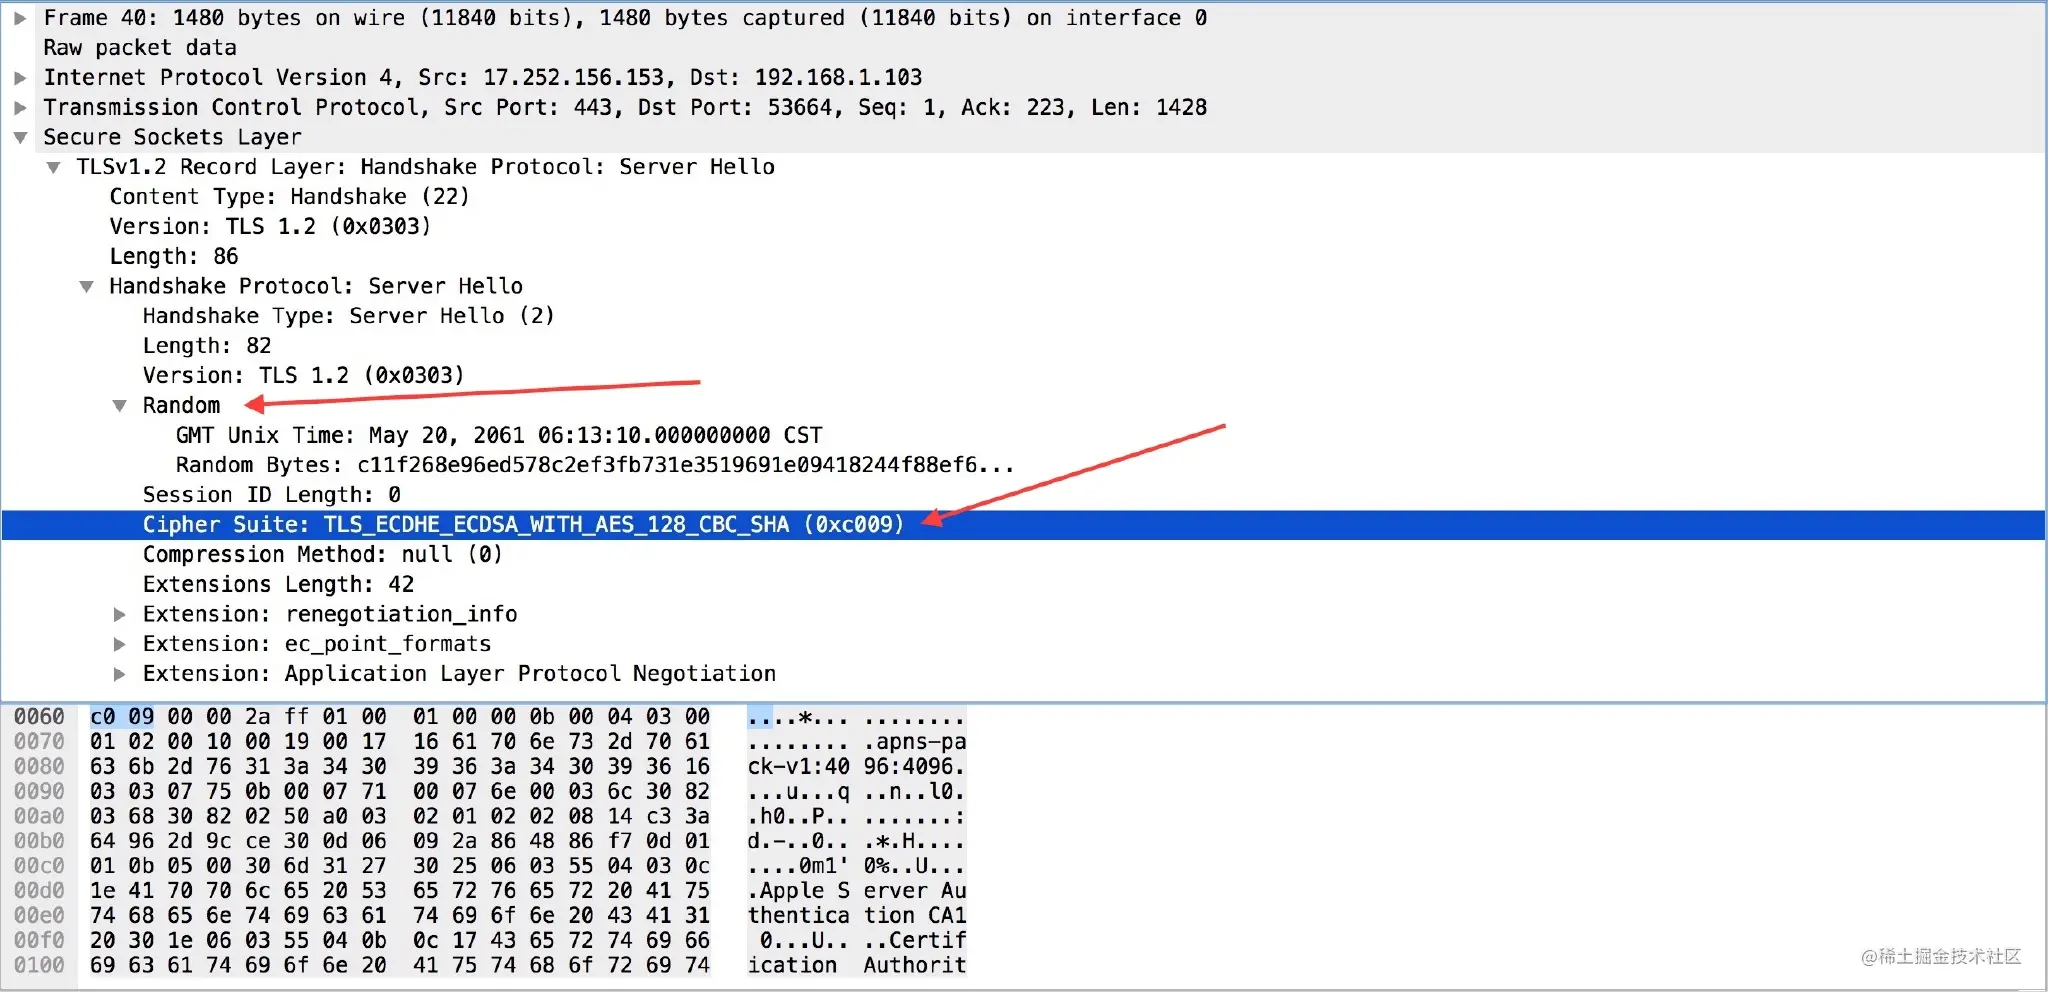 Frame 40: 1480 bytes on wire (11840 bits), 1480 bytes captured (11840 bits) on interface 0
Raw packet data
Internet Protocol Version 4, Src: 17.252.156.153, Dst: 192.168.1.103
Transmission Control Protocol, Src Port: 443, Dst Port: 53664, Seq: 1, Ack: 223, Len: 1428
Secure Sockets Layer
TLSv1.2 Record Layer: Handshake Protocol: Server Hello
Content Type: Handshake (22)
Version: TLS 1.2 (0x0303)
Length: 86
Handshake Protocol: Server Hello
Handshake Type: Server Hello (2)
Length: 82
Version: TLS 1.2 (0x0303)
Random
GMT Unix Time: May 20, 2061 06:13:10.000000000 CST
Random Bytes: c11f268e96ed578c2ef3fb731e3519691e09418244f88ef6...
Session ID Length: 0
Cipher Suite: TLS_ECDHE_ECDSA_WITH_AES_128_CBC_SHA (0xc009)
Compression Method: null (0)
Extensions Length: 42
Extension: renegotiation_info
Extension: ec_point_formats
Extension: Application Layer Protocol Negotiation
0060 c0 09 00 00 2a ff 01 00 01 00 00 0b 00 04 03 00 ....*... ........
0070 01 02 00 10 00 19 00 17 16 61 70 6e 73 2d 70 61 ........ .apns-pa
0080 63 6b 2d 76 31 3a 34 30 39 36 3a 34 30 39 36 16 ck-v1:40 96:4096.
0090 03 03 07 75 0b 00 07 71 00 07 6e 00 03 6c 30 82 ...u...q ..n..l0.
00a0 03 68 30 82 02 50 a0 03 02 01 02 02 08 14 c3 3a .h0..P.. .......:
00b0 64 96 2d 9c ce 30 0d 06 09 2a 86 48 86 f7 0d 01 d.-..0.. .*.H....
00c0 01 0b 05 00 30 6d 31 27 30 25 06 03 55 04 03 0c ....0m1' 0%..U...
00d0 1e 41 70 70 6c 65 20 53 65 72 76 65 72 20 41 75 .Apple S erver Au
00e0 74 68 65 6e 74 69 63 61 74 69 6f 6e 20 43 41 31 thentica tion CA1
00f0 20 30 1e 06 03 55 04 0b 0c 17 43 65 72 74 69 66 0...U.. ..Certif
0100 69 63 61 74 69 6f 6e 20 41 75 74 68 6f 72 69 74 ication Authorit
@稀土掘金技术社区